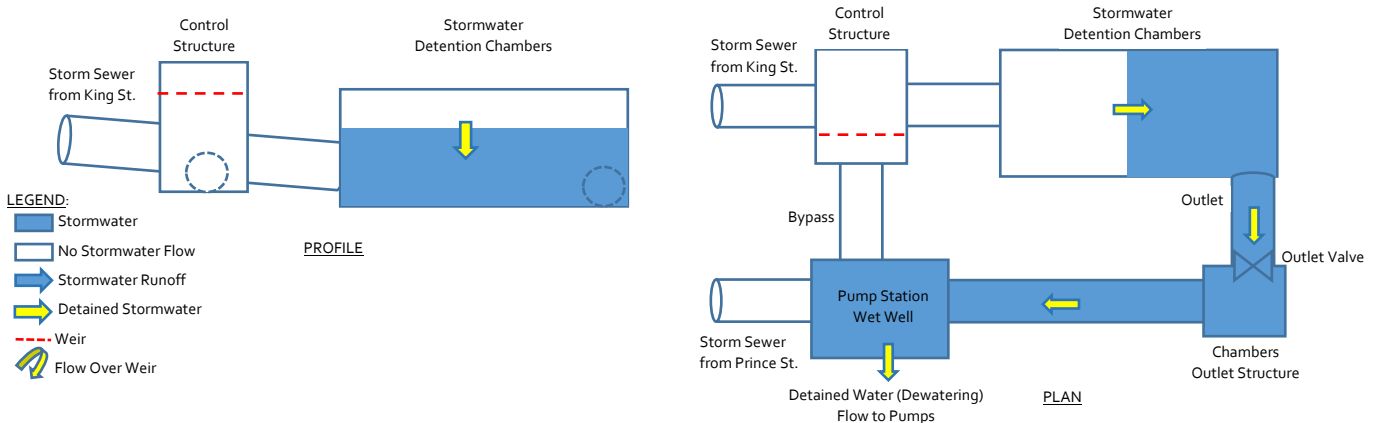 Control
Structure
Stormwater
Detention Chambers
Storm Sewer
from King St.
LEGEND:
Stormwater
No Stormwater Flow
Stormwater Runoff
Detained Stormwater
Weir
Flow Over Weir
PROFILE
Control
Structure
Stormwater
Detention Chambers
Storm Sewer
from King St.
Bypass
Outlet
Outlet Valve
Pump Station
Wet Well
Storm Sewer
from Prince St.
Chambers
Outlet Structure
Detained Water (Dewatering)
Flow to Pumps
PLAN